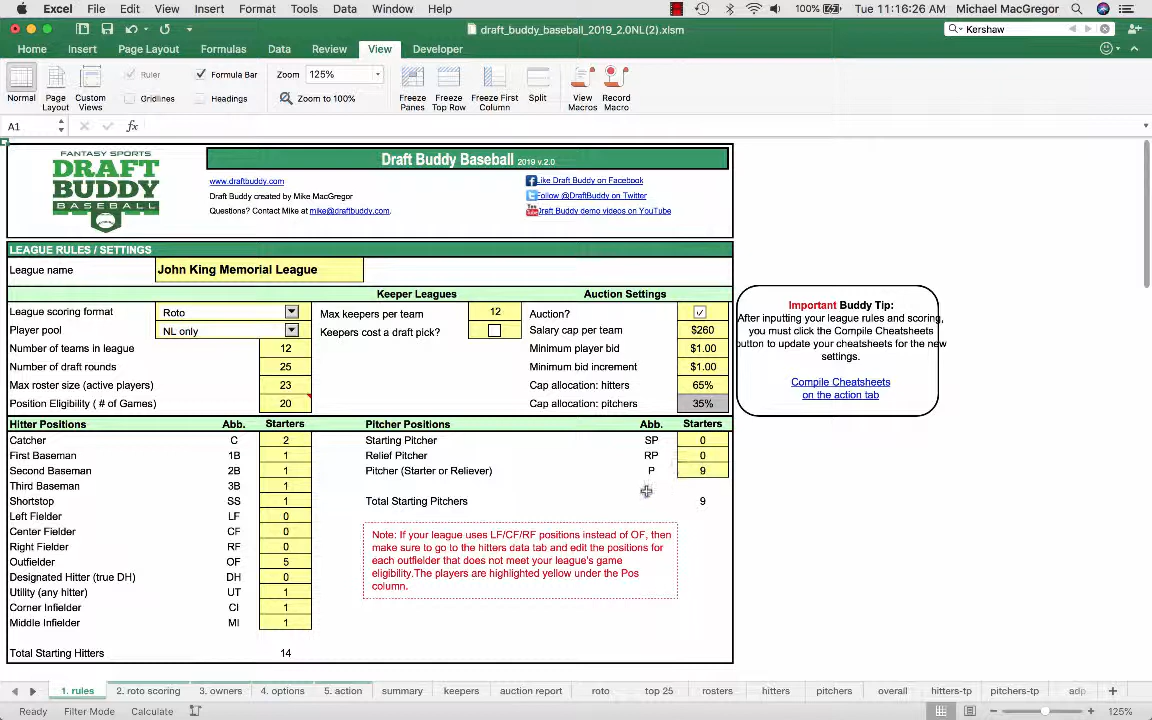 Excel File Edit View Insert Format Tools Data Window Help 100% Tue 11:16:26 AM Michael MacGregor
draft_buddy_baseball_2019_2.0NL(2).xlsm Kershaw
Home Insert Page Layout Formulas Data Review View Developer
Normal Page Layout Custom Views Ruler Formula Bar Gridlines Headings Zoom 125% Zoom to 100% Freeze Panes Freeze Top Row Freeze First Column Split View Macros Record Macro
A1 fx
FANTASY SPORTS
DRAFT
BUDDY
BASEBALL
Draft Buddy Baseball 2019 v.2.0
www.draftbuddy.com Like Draft Buddy on Facebook
Draft Buddy created by Mike MacGregor Follow @DraftBuddy on Twitter
Questions? Contact Mike at mike@draftbuddy.com. Draft Buddy demo videos on YouTube
LEAGUE RULES / SETTINGS
League name John King Memorial League
Keeper Leagues Auction Settings
League scoring format Roto Max keepers per team 12 Auction?
Player pool NL only Keepers cost a draft pick? Salary cap per team $260
Number of teams in league 12 Minimum player bid $1.00
Number of draft rounds 25 Minimum bid increment $1.00
Max roster size (active players) 23 Cap allocation: hitters 65%
Position Eligibility ( # of Games) 20 Cap allocation: pitchers 35%
Important Buddy Tip:
After inputting your league rules and scoring,
you must click the Compile Cheatsheets
button to update your cheatsheets for the new
settings.
Compile Cheatsheets
on the action tab
Hitter Positions Abb. Starters Pitcher Positions Abb. Starters
Catcher C 2 Starting Pitcher SP 0
First Baseman 1B 1 Relief Pitcher RP 0
Second Baseman 2B 1 Pitcher (Starter or Reliever) P 9
Third Baseman 3B 1
Shortstop SS 1 Total Starting Pitchers 9
Left Fielder LF 0
Center Fielder CF 0
Right Fielder RF 0
Outfielder OF 5
Designated Hitter (true DH) DH 0
Utility (any hitter) UT 1
Corner Infielder CI 1
Middle Infielder MI 1
Total Starting Hitters 14
Note: If your league uses LF/CF/RF positions instead of OF, then
make sure to go to the hitters data tab and edit the positions for
each outfielder that does not meet your league's game
eligibility.The players are highlighted yellow under the Pos
column.
1. rules 2. roto scoring 3. owners 4. options 5. action summary keepers auction report roto top 25 rosters hitters pitchers overall hitters-tp pitchers-tp adp
Ready Filter Mode Calculate 125%